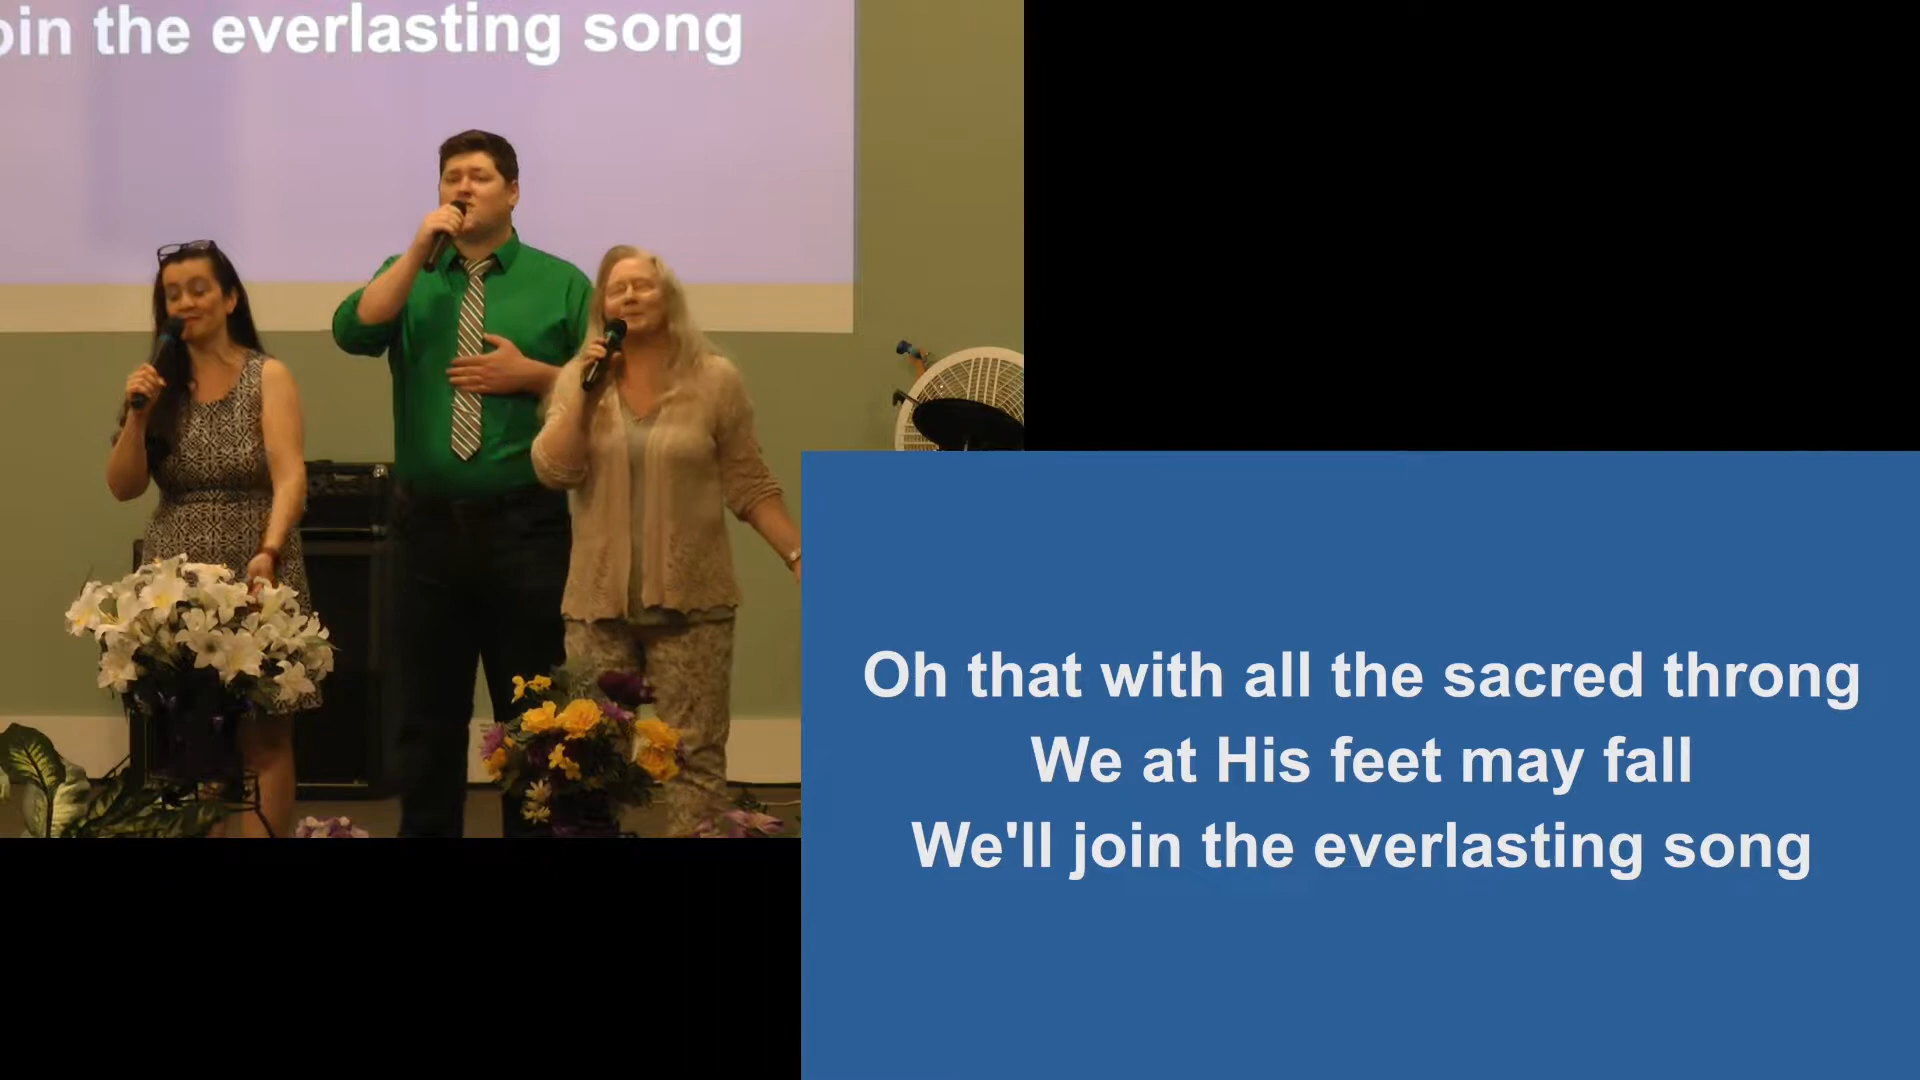 oin the everlasting song
Oh that with all the sacred throng
We at His feet may fall
We'll join the everlasting song